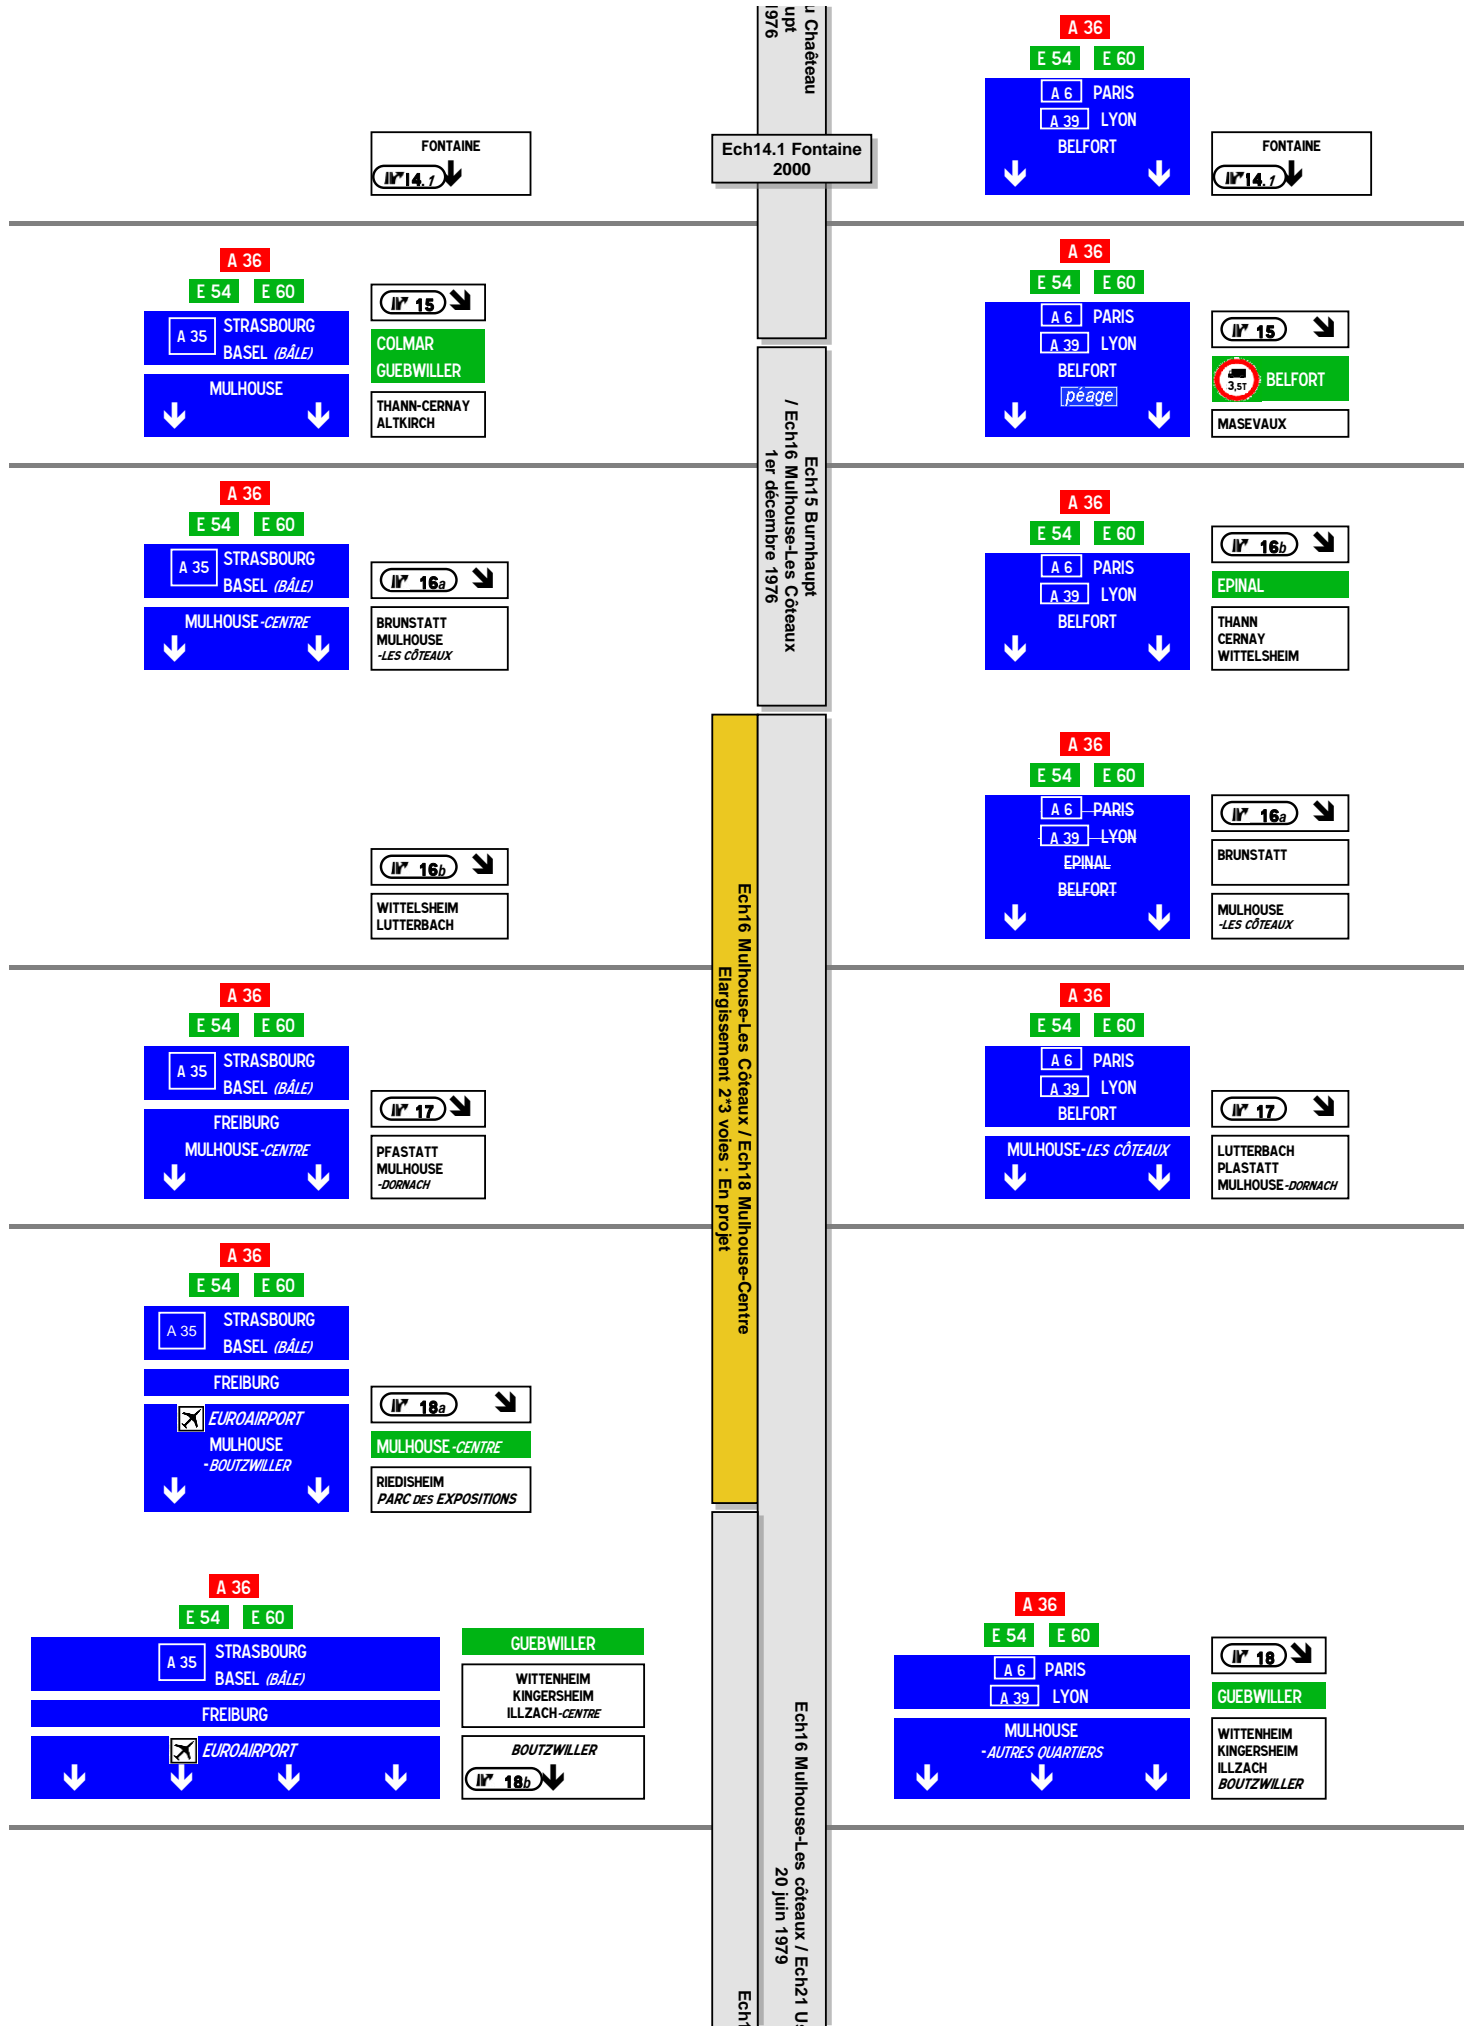 u Chaêteau
upt
1976
A 36
E 54 E 60
A 6 PARIS
A 39 LYON
BELFORT
FONTAINE
14.1
Ech14.1 Fontaine
2000
FONTAINE
14.1
A 36
E 54 E 60
A 35 STRASBOURG
BASEL (BÂLE)
MULHOUSE
15
COLMAR
GUEBWILLER
THANN-CERNAY
ALTKIRCH
A 36
E 54 E 60
A 6 PARIS
A 39 LYON
BELFORT
péage
15
3,5T BELFORT
MASEVAUX
Ech15 Burnhaupt
/ Ech16 Mulhouse-Les Côteaux
1er décembre 1976
A 36
E 54 E 60
A 35 STRASBOURG
BASEL (BÂLE)
MULHOUSE-CENTRE
16a
BRUNSTATT
MULHOUSE
-LES CÔTEAUX
A 36
E 54 E 60
A 6 PARIS
A 39 LYON
BELFORT
16b
EPINAL
THANN
CERNAY
WITTELSHEIM
16b
WITTELSHEIM
LUTTERBACH
A 36
E 54 E 60
A 6 PARIS
A 39 LYON
EPINAL
BELFORT
16a
BRUNSTATT
MULHOUSE
-LES CÔTEAUX
Ech16 Mulhouse-Les Côteaux / Ech18 Mulhouse-Centre
Elargissement 2*3 voies : En projet
A 36
E 54 E 60
A 35 STRASBOURG
BASEL (BÂLE)
FREIBURG
MULHOUSE-CENTRE
17
PFASTATT
MULHOUSE
-DORNACH
A 36
E 54 E 60
A 6 PARIS
A 39 LYON
BELFORT
MULHOUSE-LES CÔTEAUX
17
LUTTERBACH
PLASTATT
MULHOUSE-DORNACH
A 36
E 54 E 60
A 35 STRASBOURG
BASEL (BÂLE)
FREIBURG
EUROAIRPORT
MULHOUSE
-BOUTZWILLER
18a
MULHOUSE-CENTRE
RIEDISHEIM
PARC DES EXPOSITIONS
A 36
E 54 E 60
A 35 STRASBOURG
BASEL (BÂLE)
FREIBURG
EUROAIRPORT
GUEBWILLER
WITTENHEIM
KINGERSHEIM
ILLZACH-CENTRE
BOUTZWILLER
18b
A 36
E 54 E 60
A 6 PARIS
A 39 LYON
MULHOUSE
-AUTRES QUARTIERS
18
GUEBWILLER
WITTENHEIM
KINGERSHEIM
ILLZACH
BOUTZWILLER
Ech16 Mulhouse-Les côteaux / Ech21 Us
20 juin 1979
Ech1